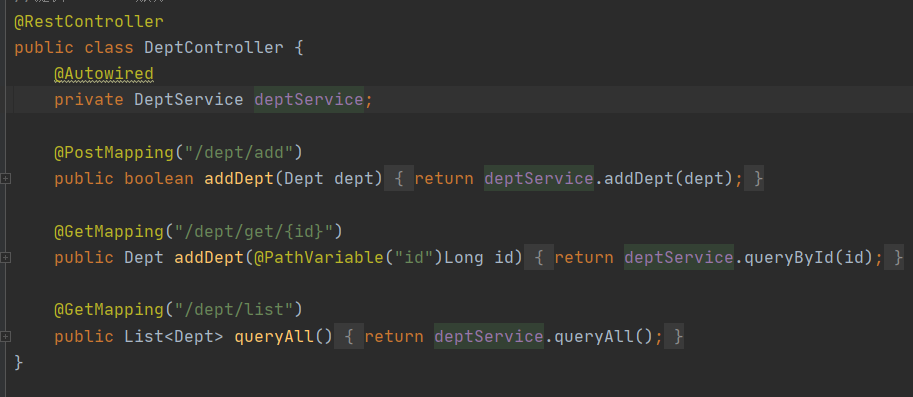 @RestController
public class DeptController {
@Autowired
private DeptService deptService;
@PostMapping("/dept/add")
public boolean addDept(Dept dept) { return deptService.addDept(dept); }
@GetMapping("/dept/get/{id}")
public Dept addDept(@PathVariable("id")Long id) { return deptService.queryById(id); }
@GetMapping("/dept/list")
public List<Dept> queryAll() { return deptService.queryAll(); }
}